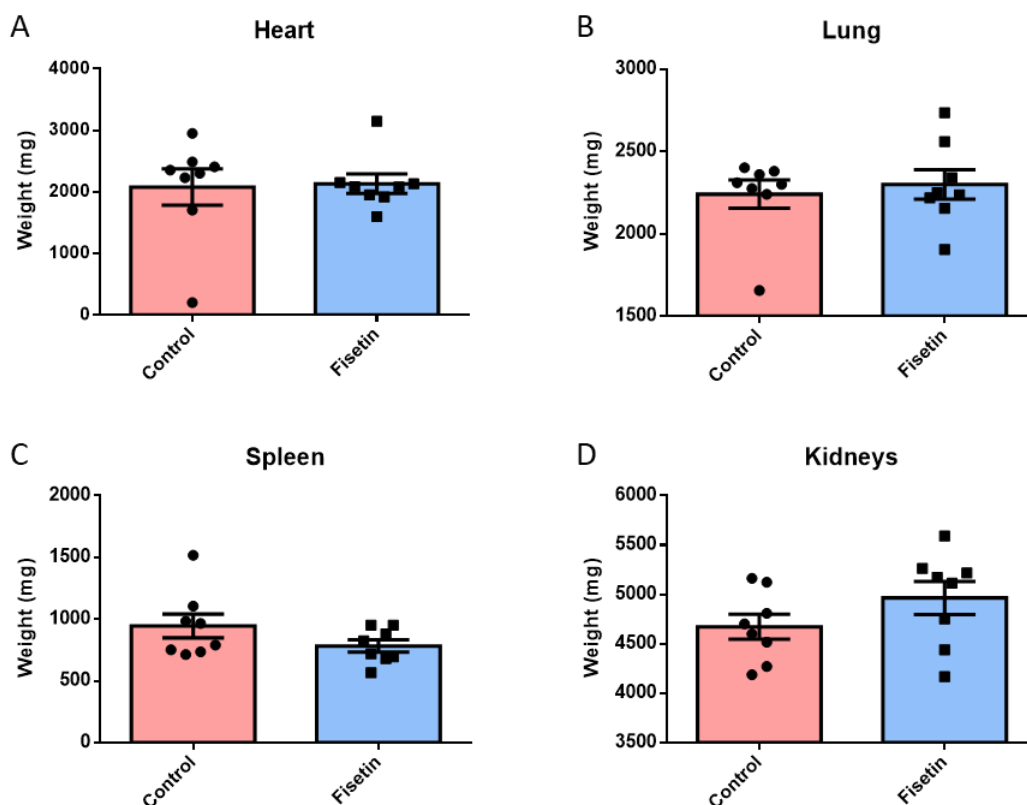 A
Heart
Weight (mg)
4000
3000
2000
1000
0
Control
Fisetin
B
Lung
Weight (mg)
3000
2500
2000
1500
Control
Fisetin
C
Spleen
Weight (mg)
2000
1500
1000
500
0
Control
Fisetin
D
Kidneys
Weight (mg)
6000
5500
5000
4500
4000
3500
Control
Fisetin